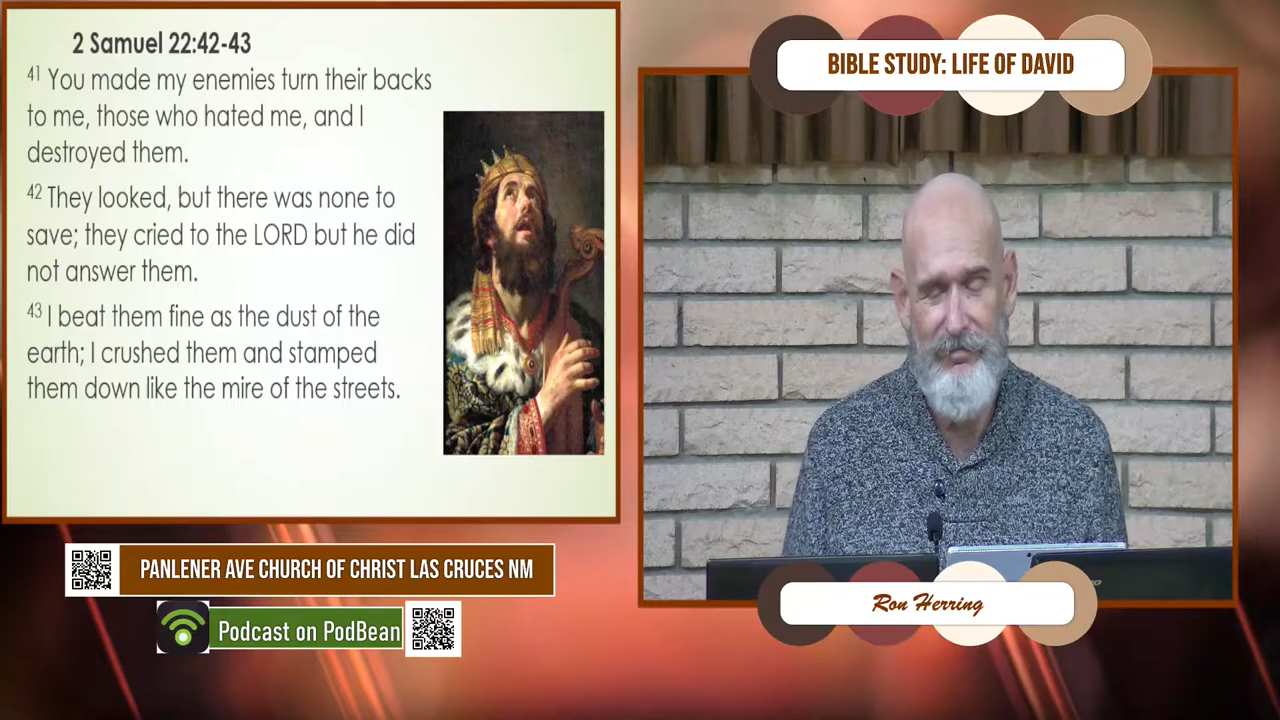 2 Samuel 22:42-43
41 You made my enemies turn their backs
to me, those who hated me, and I
destroyed them.
42 They looked, but there was none to
save; they cried to the LORD but he did
not answer them.
43 I beat them fine as the dust of the
earth; I crushed them and stamped
them down like the mire of the streets.
BIBLE STUDY: LIFE OF DAVID
Ron Herring
PANLENER AVE CHURCH OF CHRIST LAS CRUCES NM
Podcast on PodBean